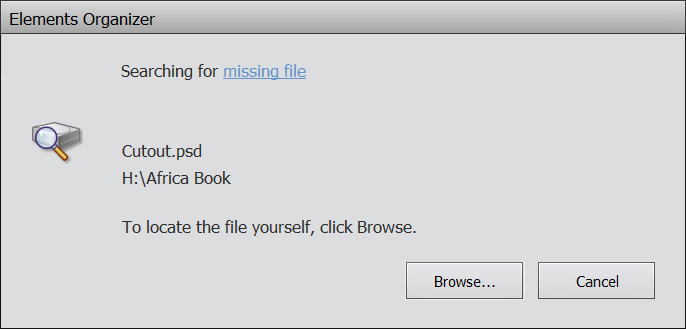 Elements Organizer
Searching for missing file
Cutout.psd
H:\Africa Book
To locate the file yourself, click Browse.
Browse... Cancel